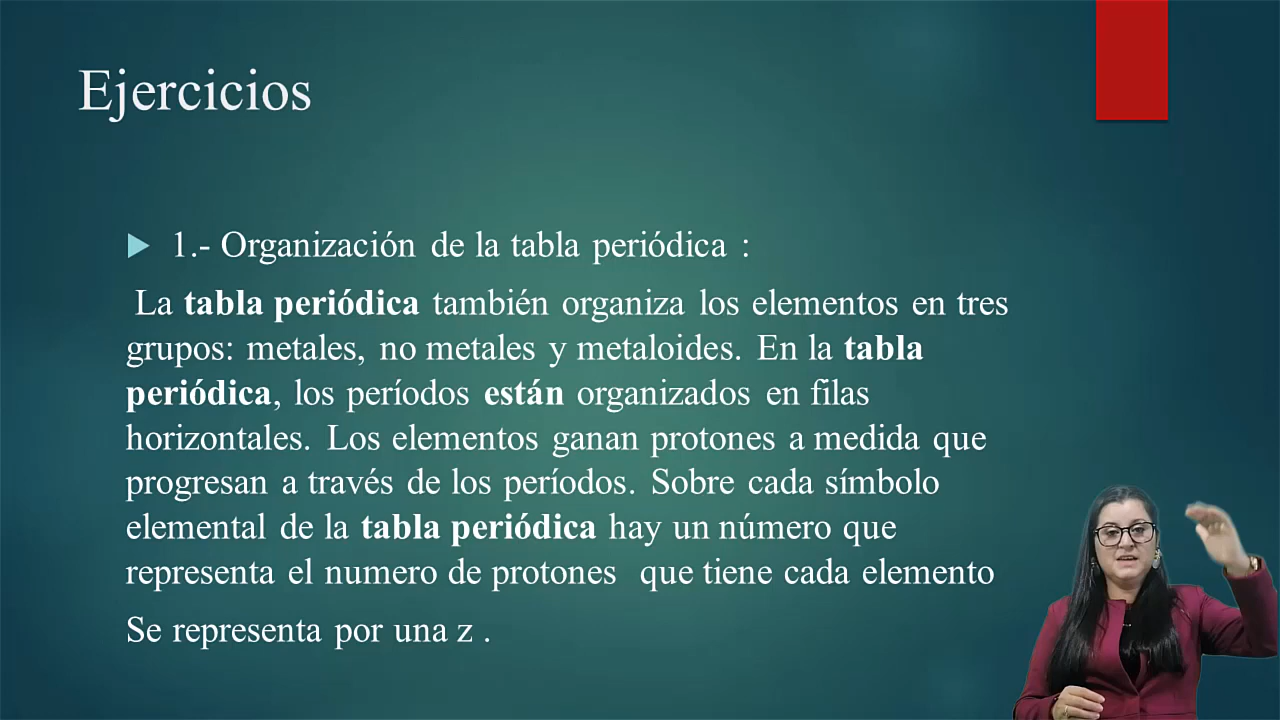 Ejercicios
1.- Organización de la tabla periódica :
La tabla periódica también organiza los elementos en tres
grupos: metales, no metales y metaloides. En la tabla
periódica, los períodos están organizados en filas
horizontales. Los elementos ganan protones a medida que
progresan a través de los períodos. Sobre cada símbolo
elemental de la tabla periódica hay un número que
representa el numero de protones que tiene cada elemento
Se representa por una z .